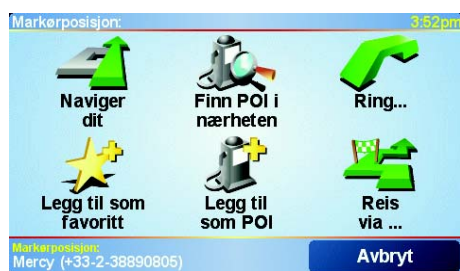 Markørposisjon: 3:52pm
Naviger
dit
Finn POI i
nærheten
Ring...
Legg til som
favoritt
Legg til
som POI
Reis
via ...
Markørposisjon:
Mercy (+33-2-38890805)
Avbryt